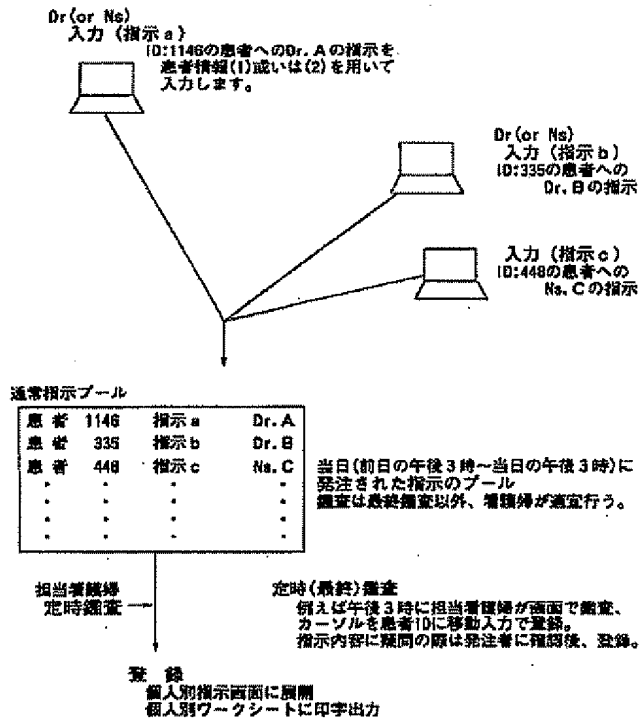 Dr(or Ns)
入力 (指示a)
ID:1146の患者へのDr.Aの指示を
患者情報(1)或いは(2)を用いて
入力します。
Dr(or Ns)
入力 (指示b)
ID:335の患者への
Dr.Bの指示
入力 (指示c)
ID:448の患者への
Ns.Cの指示
通常指示プール
患者 1146 指示a Dr.A
患者 335 指示b Dr.B
患者 448 指示c Ns.C
当日(前日の午後3時~当日の午後3時)に
発注された指示のプール
鑑査は最終鑑査以外、看護婦が適宜行う。
担当看護婦
定時鑑査
定時(最終)鑑査
例えば午後3時に担当看護婦が画面で鑑査、
カーソルを患者IDに移動入力で登録。
指示内容に疑問の際は発注者に確認後、登録。
登録
個人別指示画面に展開
個人別ワークシートに印字出力